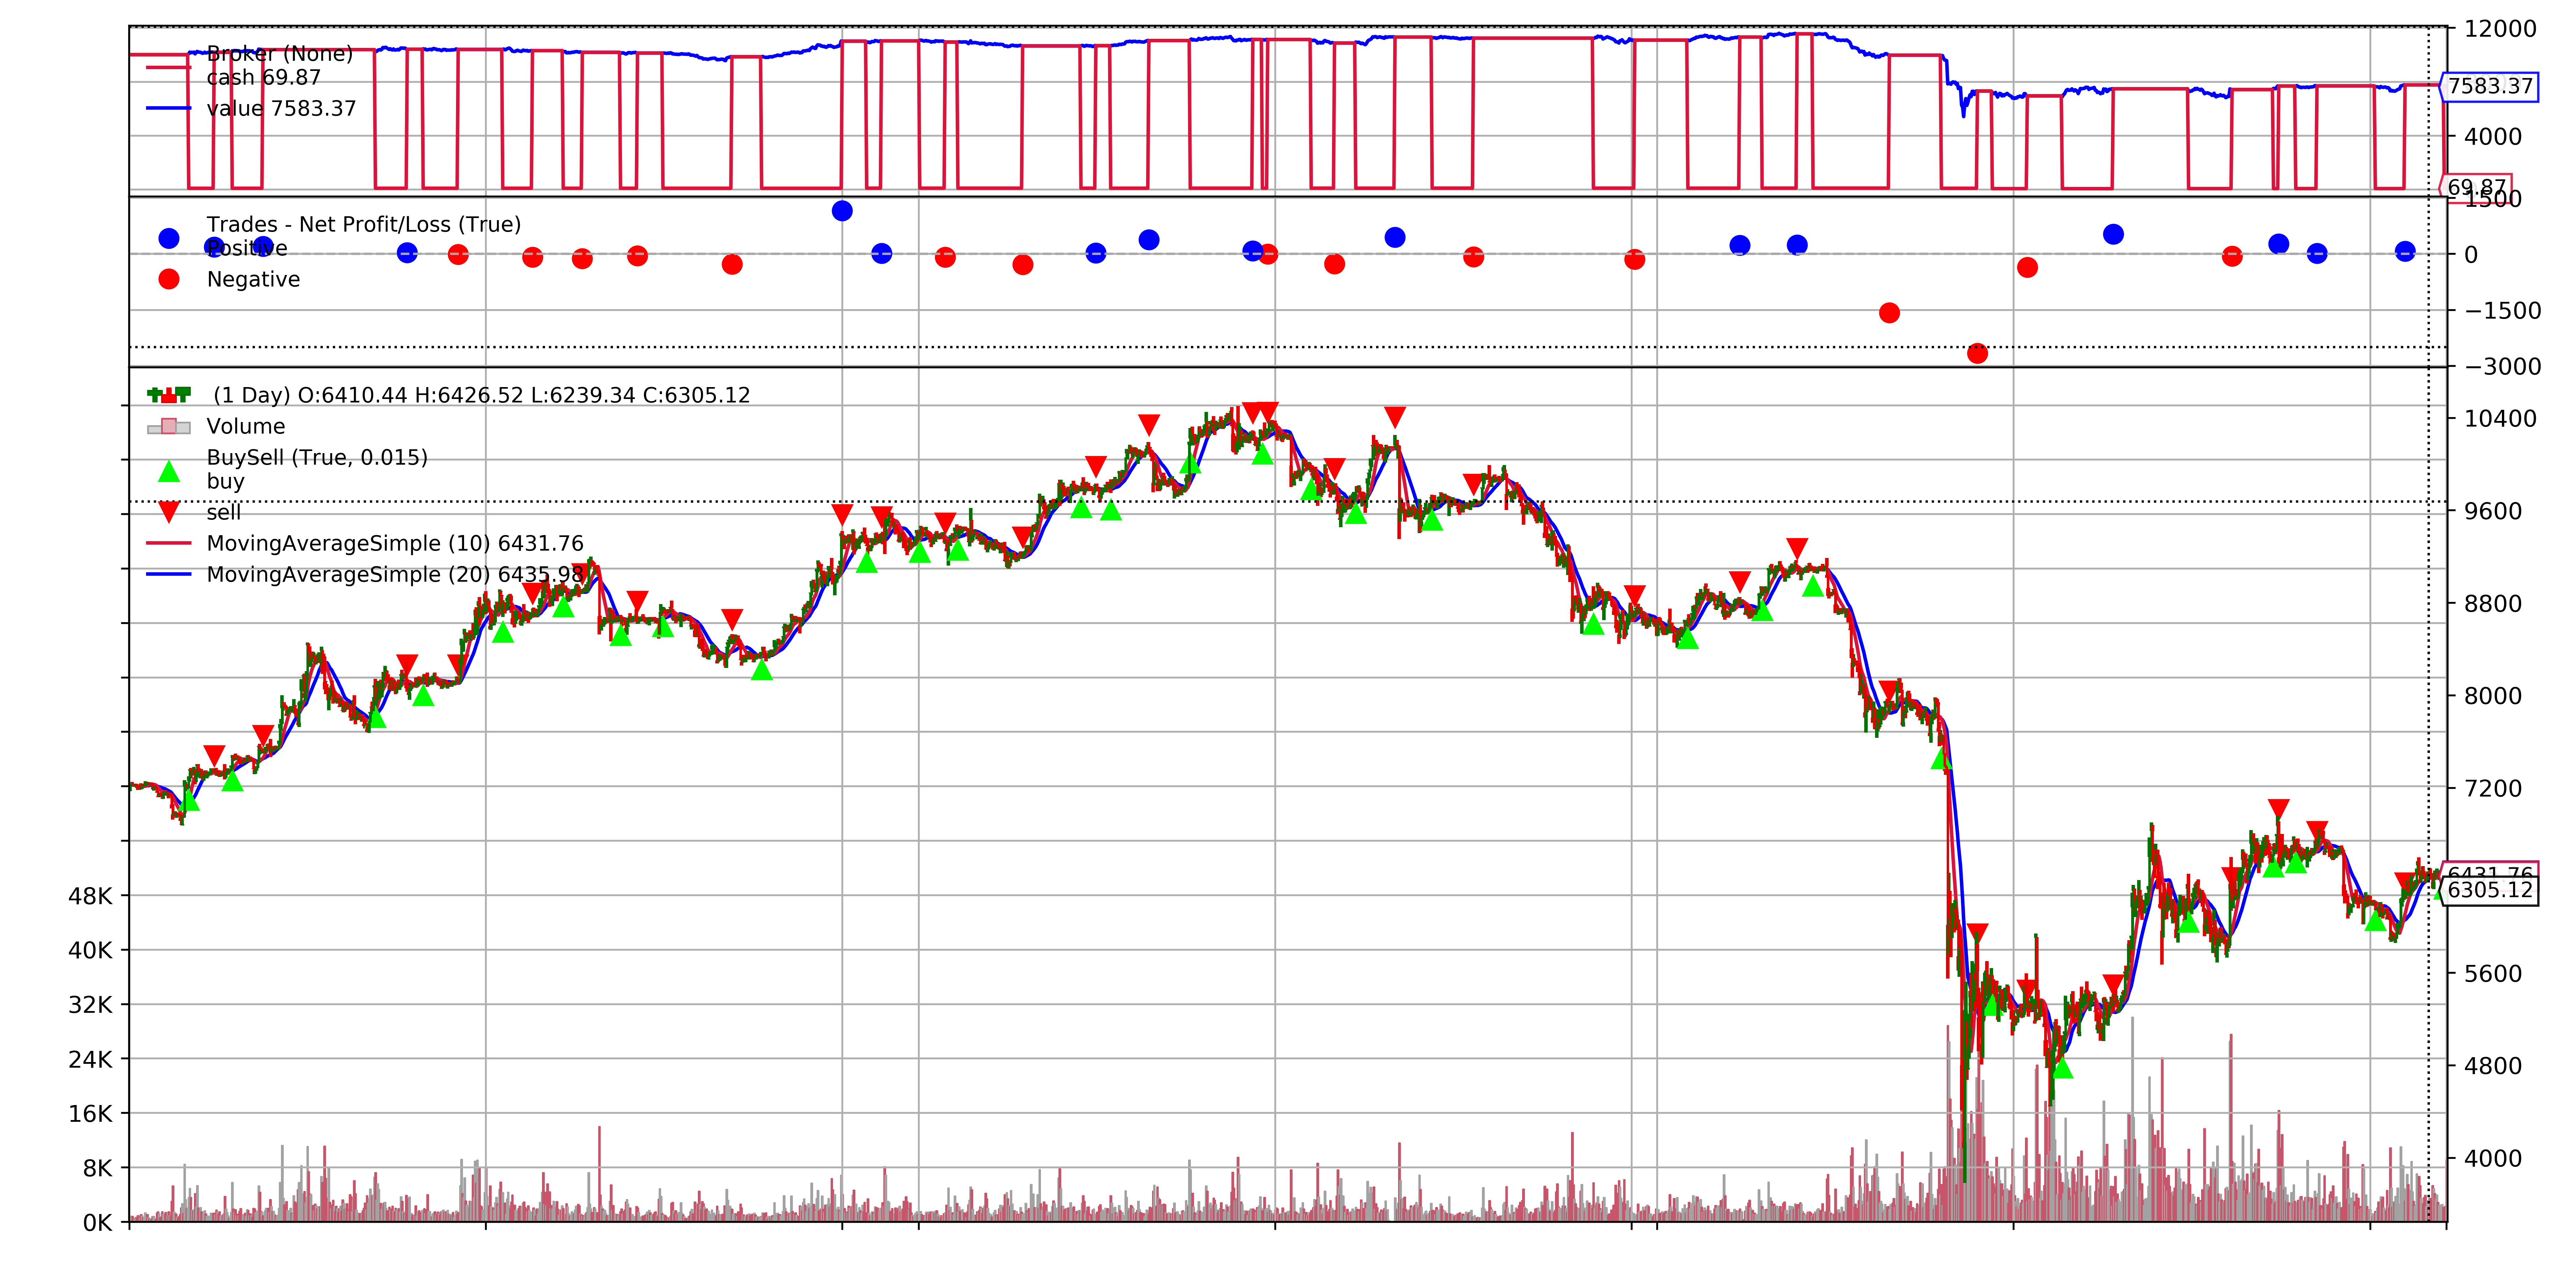 Broker (None)
cash 69.87
value 7583.37
12000
7583.37
4000
69.87
Trades - Net Profit/Loss (True)
Positive
Negative
1500
0
−1500
−3000
(1 Day) O:6410.44 H:6426.52 L:6239.34 C:6305.12
Volume
BuySell (True, 0.015)
buy
sell
MovingAverageSimple (10) 6431.76
MovingAverageSimple (20) 6435.98
10400
9600
8800
8000
7200
6431.76
6305.12
5600
4800
4000
48K
40K
32K
24K
16K
8K
0K